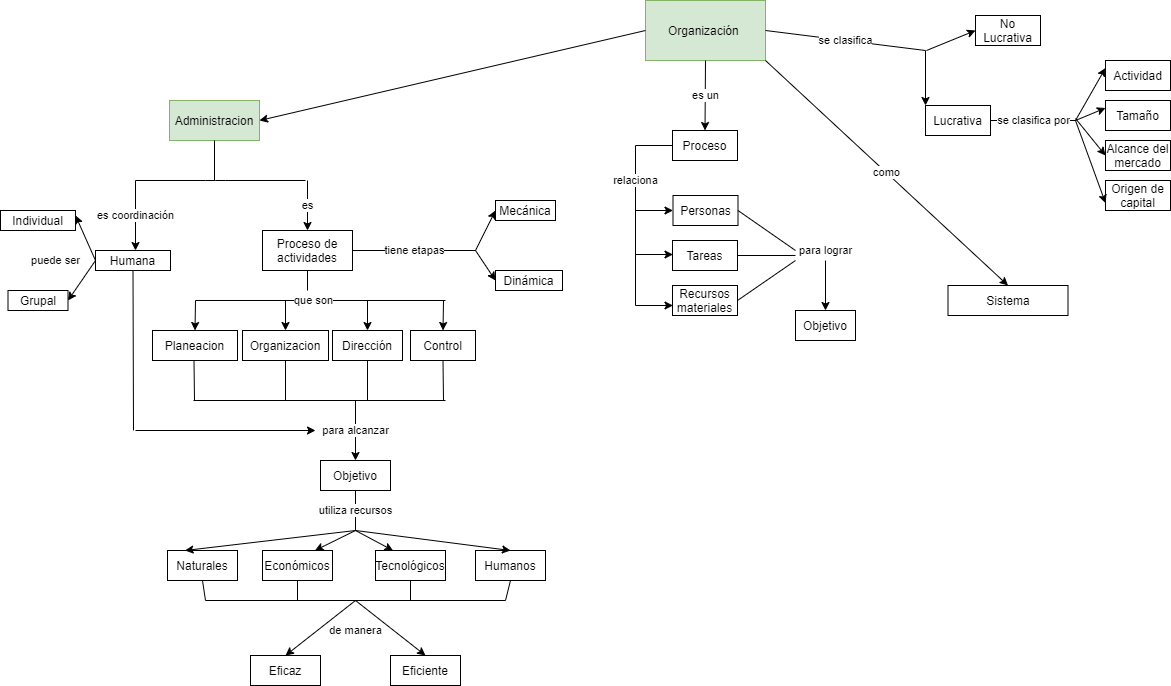 Organización
se clasifica
No
Lucrativa
Administracion
es un
Lucrativa
se clasifica por
Actividad
Tamaño
Alcance del
mercado
Origen de
capital
Proceso
como
relaciona
es coordinación
es
Individual
puede ser
Grupal
Humana
Proceso de
actividades
tiene etapas
Mecánica
Dinámica
Personas
Tareas
Recursos
materiales
para lograr
Objetivo
Sistema
que son
Planeacion
Organizacion
Dirección
Control
para alcanzar
Objetivo
utiliza recursos
Naturales
Económicos
Tecnológicos
Humanos
de manera
Eficaz
Eficiente